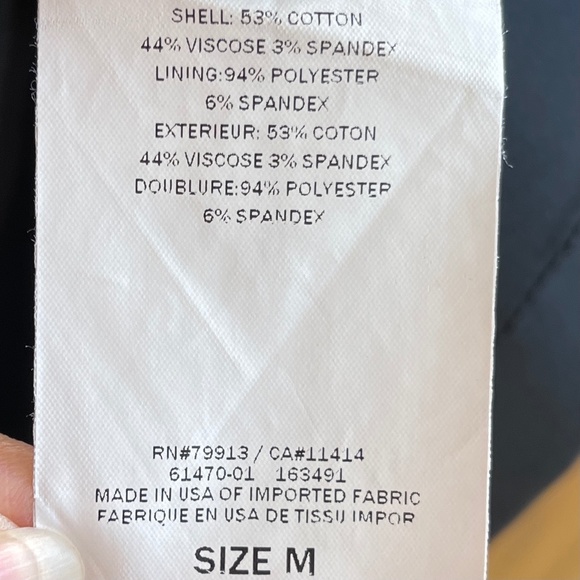 SHELL: 53% COTTON
44% VISCOSE 3% SPANDEX
LINING:94% POLYESTER
6% SPANDEX
EXTERIEUR: 53% COTON
44% VISCOSE 3% SPANDEX
DOUBLURE:94% POLYESTER
6% SPANDEX
RN#79913 / CA#11414
61470-01 163491
MADE IN USA OF IMPORTED FABRIC
FABRIQUE EN USA DE TISSU IMPOR
SIZE M